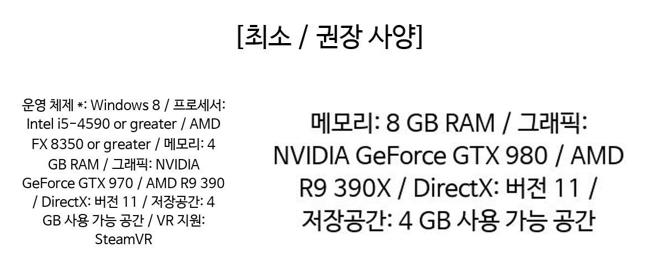 [최소 / 권장 사양]
운영 체제 *: Windows 8 / 프로세서:
Intel i5-4590 or greater / AMD
FX 8350 or greater / 메모리: 4
GB RAM / 그래픽: NVIDIA
GeForce GTX 970 / AMD R9 390
/ DirectX: 버전 11 / 저장공간: 4
GB 사용 가능 공간 / VR 지원:
SteamVR
메모리: 8 GB RAM / 그래픽:
NVIDIA GeForce GTX 980 / AMD
R9 390X / DirectX: 버전 11 /
저장공간: 4 GB 사용 가능 공간